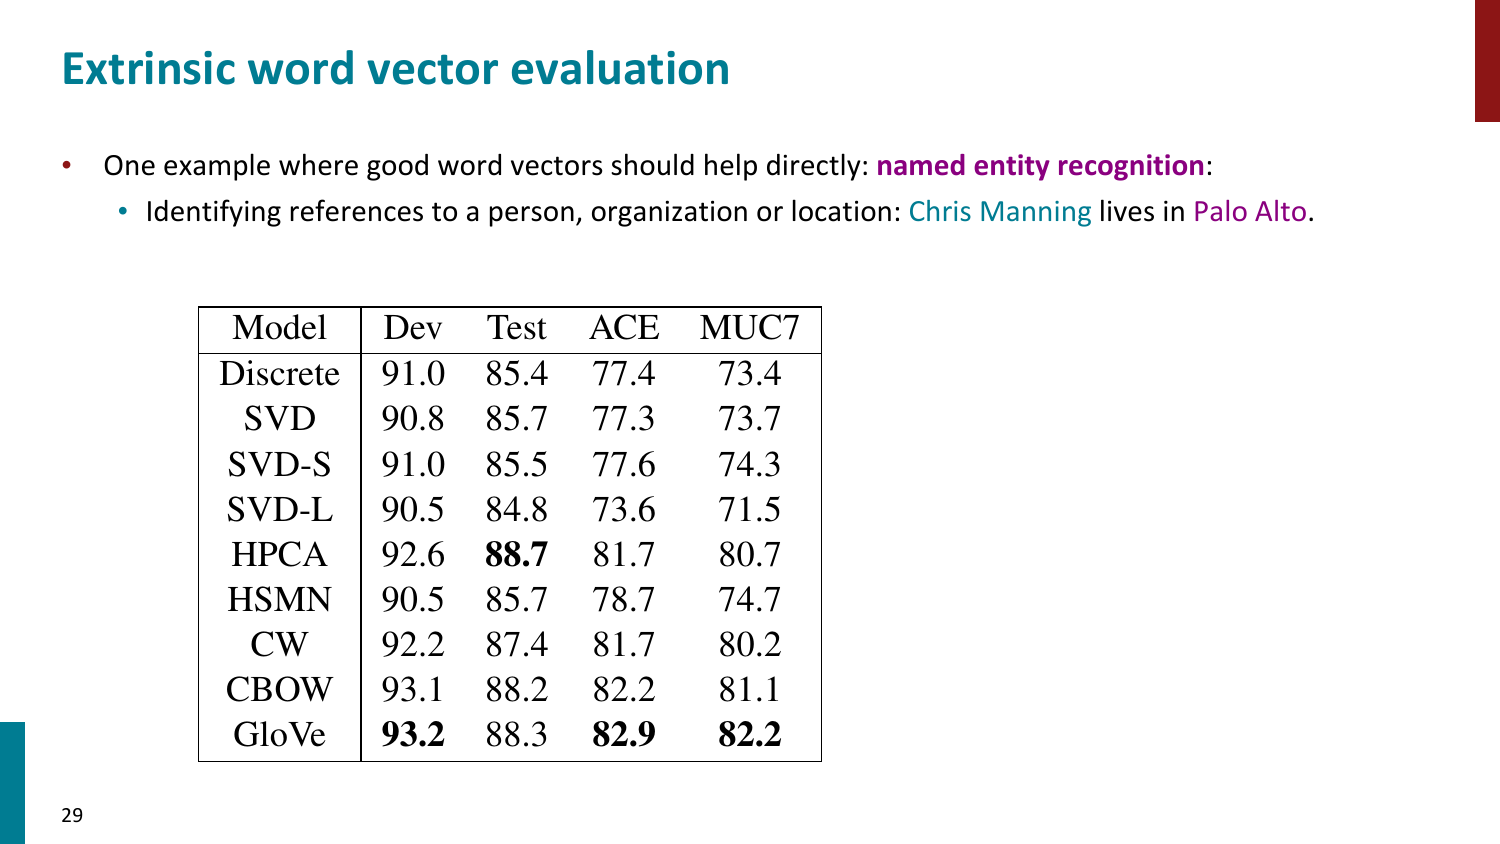 Extrinsic word vector evaluation
• One example where good word vectors should help directly: named entity recognition:
• Identifying references to a person, organization or location: Chris Manning lives in Palo Alto.
Model Dev Test ACE MUC7
Discrete 91.0 85.4 77.4 73.4
SVD 90.8 85.7 77.3 73.7
SVD-S 91.0 85.5 77.6 74.3
SVD-L 90.5 84.8 73.6 71.5
HPCA 92.6 88.7 81.7 80.7
HSMN 90.5 85.7 78.7 74.7
CW 92.2 87.4 81.7 80.2
CBOW 93.1 88.2 82.2 81.1
GloVe 93.2 88.3 82.9 82.2
29